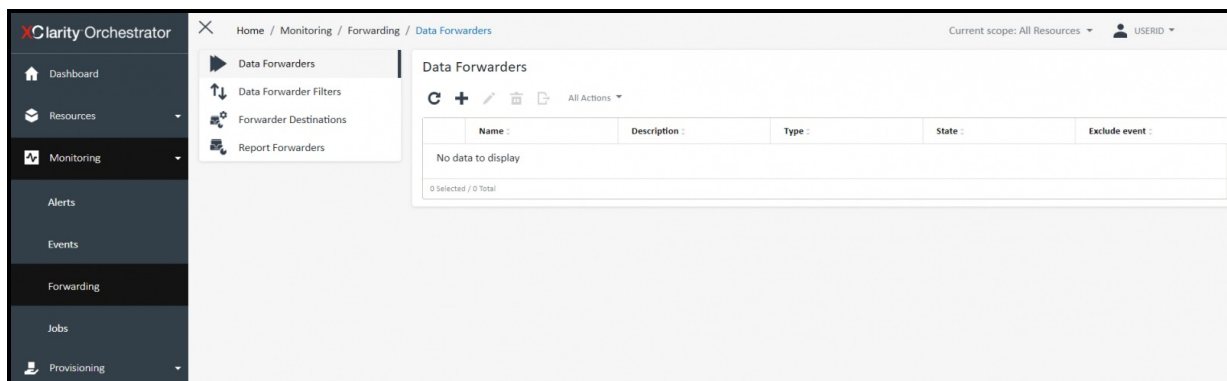 XClarity Orchestrator
Home / Monitoring / Forwarding / Data Forwarders
Current scope: All Resources
USERID
Dashboard
Resources
Monitoring
Alerts
Events
Forwarding
Jobs
Provisioning
Data Forwarders
Data Forwarder Filters
Forwarder Destinations
Report Forwarders
Data Forwarders
All Actions
Name Description Type State Exclude event
No data to display
0 Selected / 0 Total